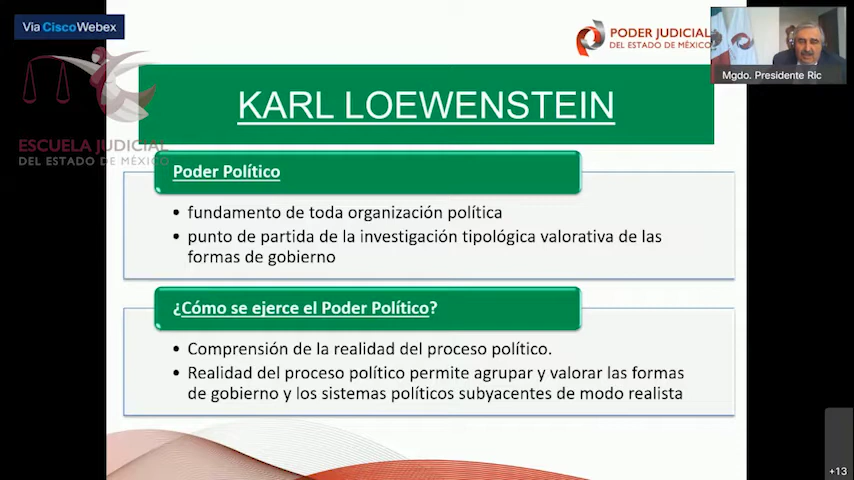 Vía Cisco Webex
PODER JUDICIAL
DEL ESTADO DE MÉXICO
Mgdo. Presidente Ric
KARL LOEWENSTEIN
ESCUELA JUDICIAL
DEL ESTADO DE MÉXICO
Poder Político
• fundamento de toda organización política
• punto de partida de la investigación tipológica valorativa de las
formas de gobierno
¿Cómo se ejerce el Poder Político?
• Comprensión de la realidad del proceso político.
• Realidad del proceso político permite agrupar y valorar las formas
de gobierno y los sistemas políticos subyacentes de modo realista
+13